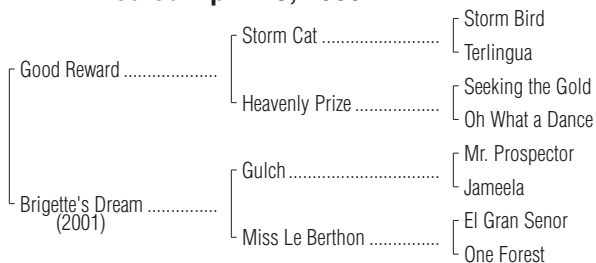 Storm Bird
Storm Cat ..........................
Terlingua
Good Reward ....................
Seeking the Gold
Heavenly Prize ..................
Oh What a Dance
Mr. Prospector
Gulch ................................
Jameela
Brigette's Dream ...............
(2001)
El Gran Senor
Miss Le Berthon ...............
One Forest